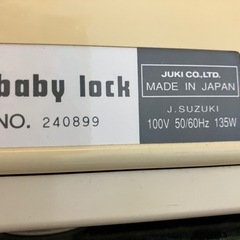 baby lock
NO. 240899
JUKI CO.,LTD.
MADE IN JAPAN
J.SUZUKI
100V 50/60Hz 135W